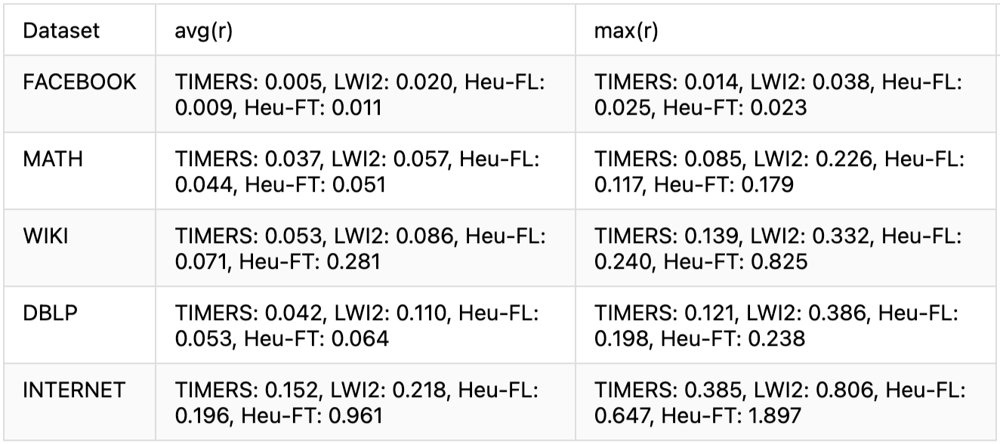 Dataset avg(r) max(r)
FACEBOOK TIMERS: 0.005, LWI2: 0.020, Heu-FL: 0.009, Heu-FT: 0.011 TIMERS: 0.014, LWI2: 0.038, Heu-FL: 0.025, Heu-FT: 0.023
MATH TIMERS: 0.037, LWI2: 0.057, Heu-FL: 0.044, Heu-FT: 0.051 TIMERS: 0.085, LWI2: 0.226, Heu-FL: 0.117, Heu-FT: 0.179
WIKI TIMERS: 0.053, LWI2: 0.086, Heu-FL: 0.071, Heu-FT: 0.281 TIMERS: 0.139, LWI2: 0.332, Heu-FL: 0.240, Heu-FT: 0.825
DBLP TIMERS: 0.042, LWI2: 0.110, Heu-FL: 0.053, Heu-FT: 0.064 TIMERS: 0.121, LWI2: 0.386, Heu-FL: 0.198, Heu-FT: 0.238
INTERNET TIMERS: 0.152, LWI2: 0.218, Heu-FL: 0.196, Heu-FT: 0.961 TIMERS: 0.385, LWI2: 0.806, Heu-FL: 0.647, Heu-FT: 1.897